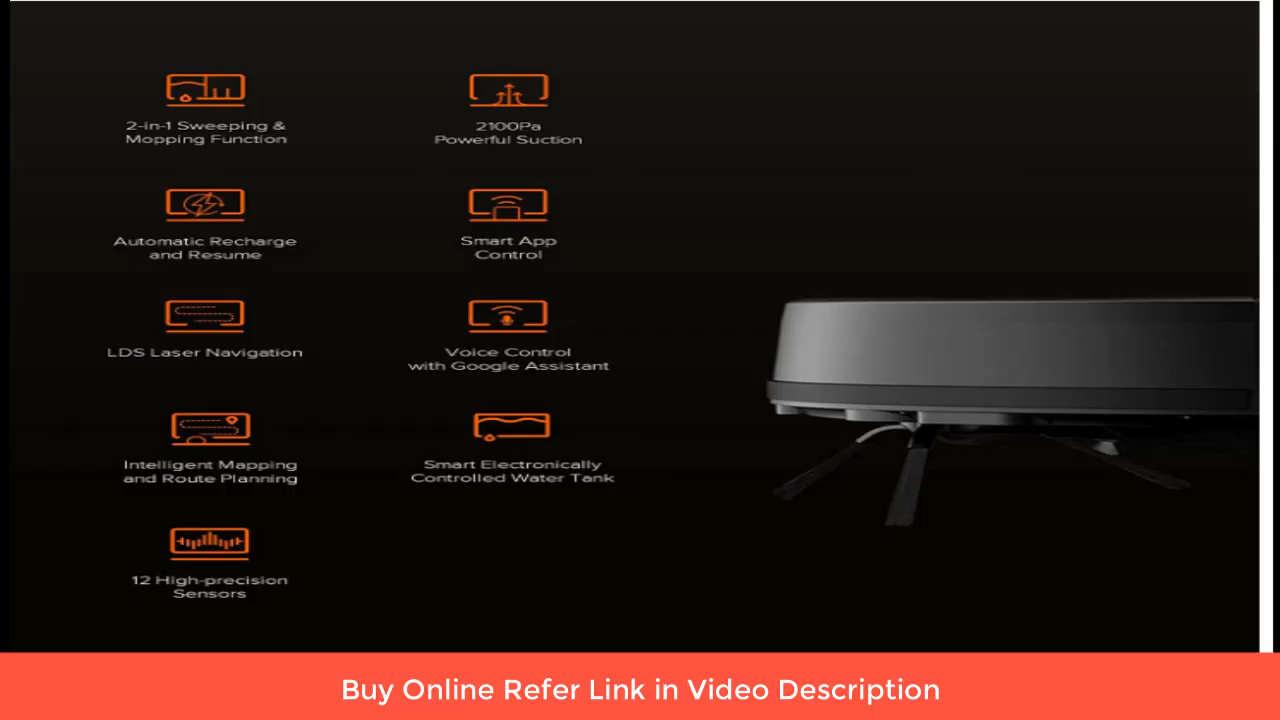 2-in-1 Sweeping &
Mopping Function
2100Pa
Powerful Suction
Automatic Recharge
and Resume
Smart App
Control
LDS Laser Navigation
Voice Control
with Google Assistant
Intelligent Mapping
and Route Planning
Smart Electronically
Controlled Water Tank
12 High-precision
Sensors
Buy Online Refer Link in Video Description